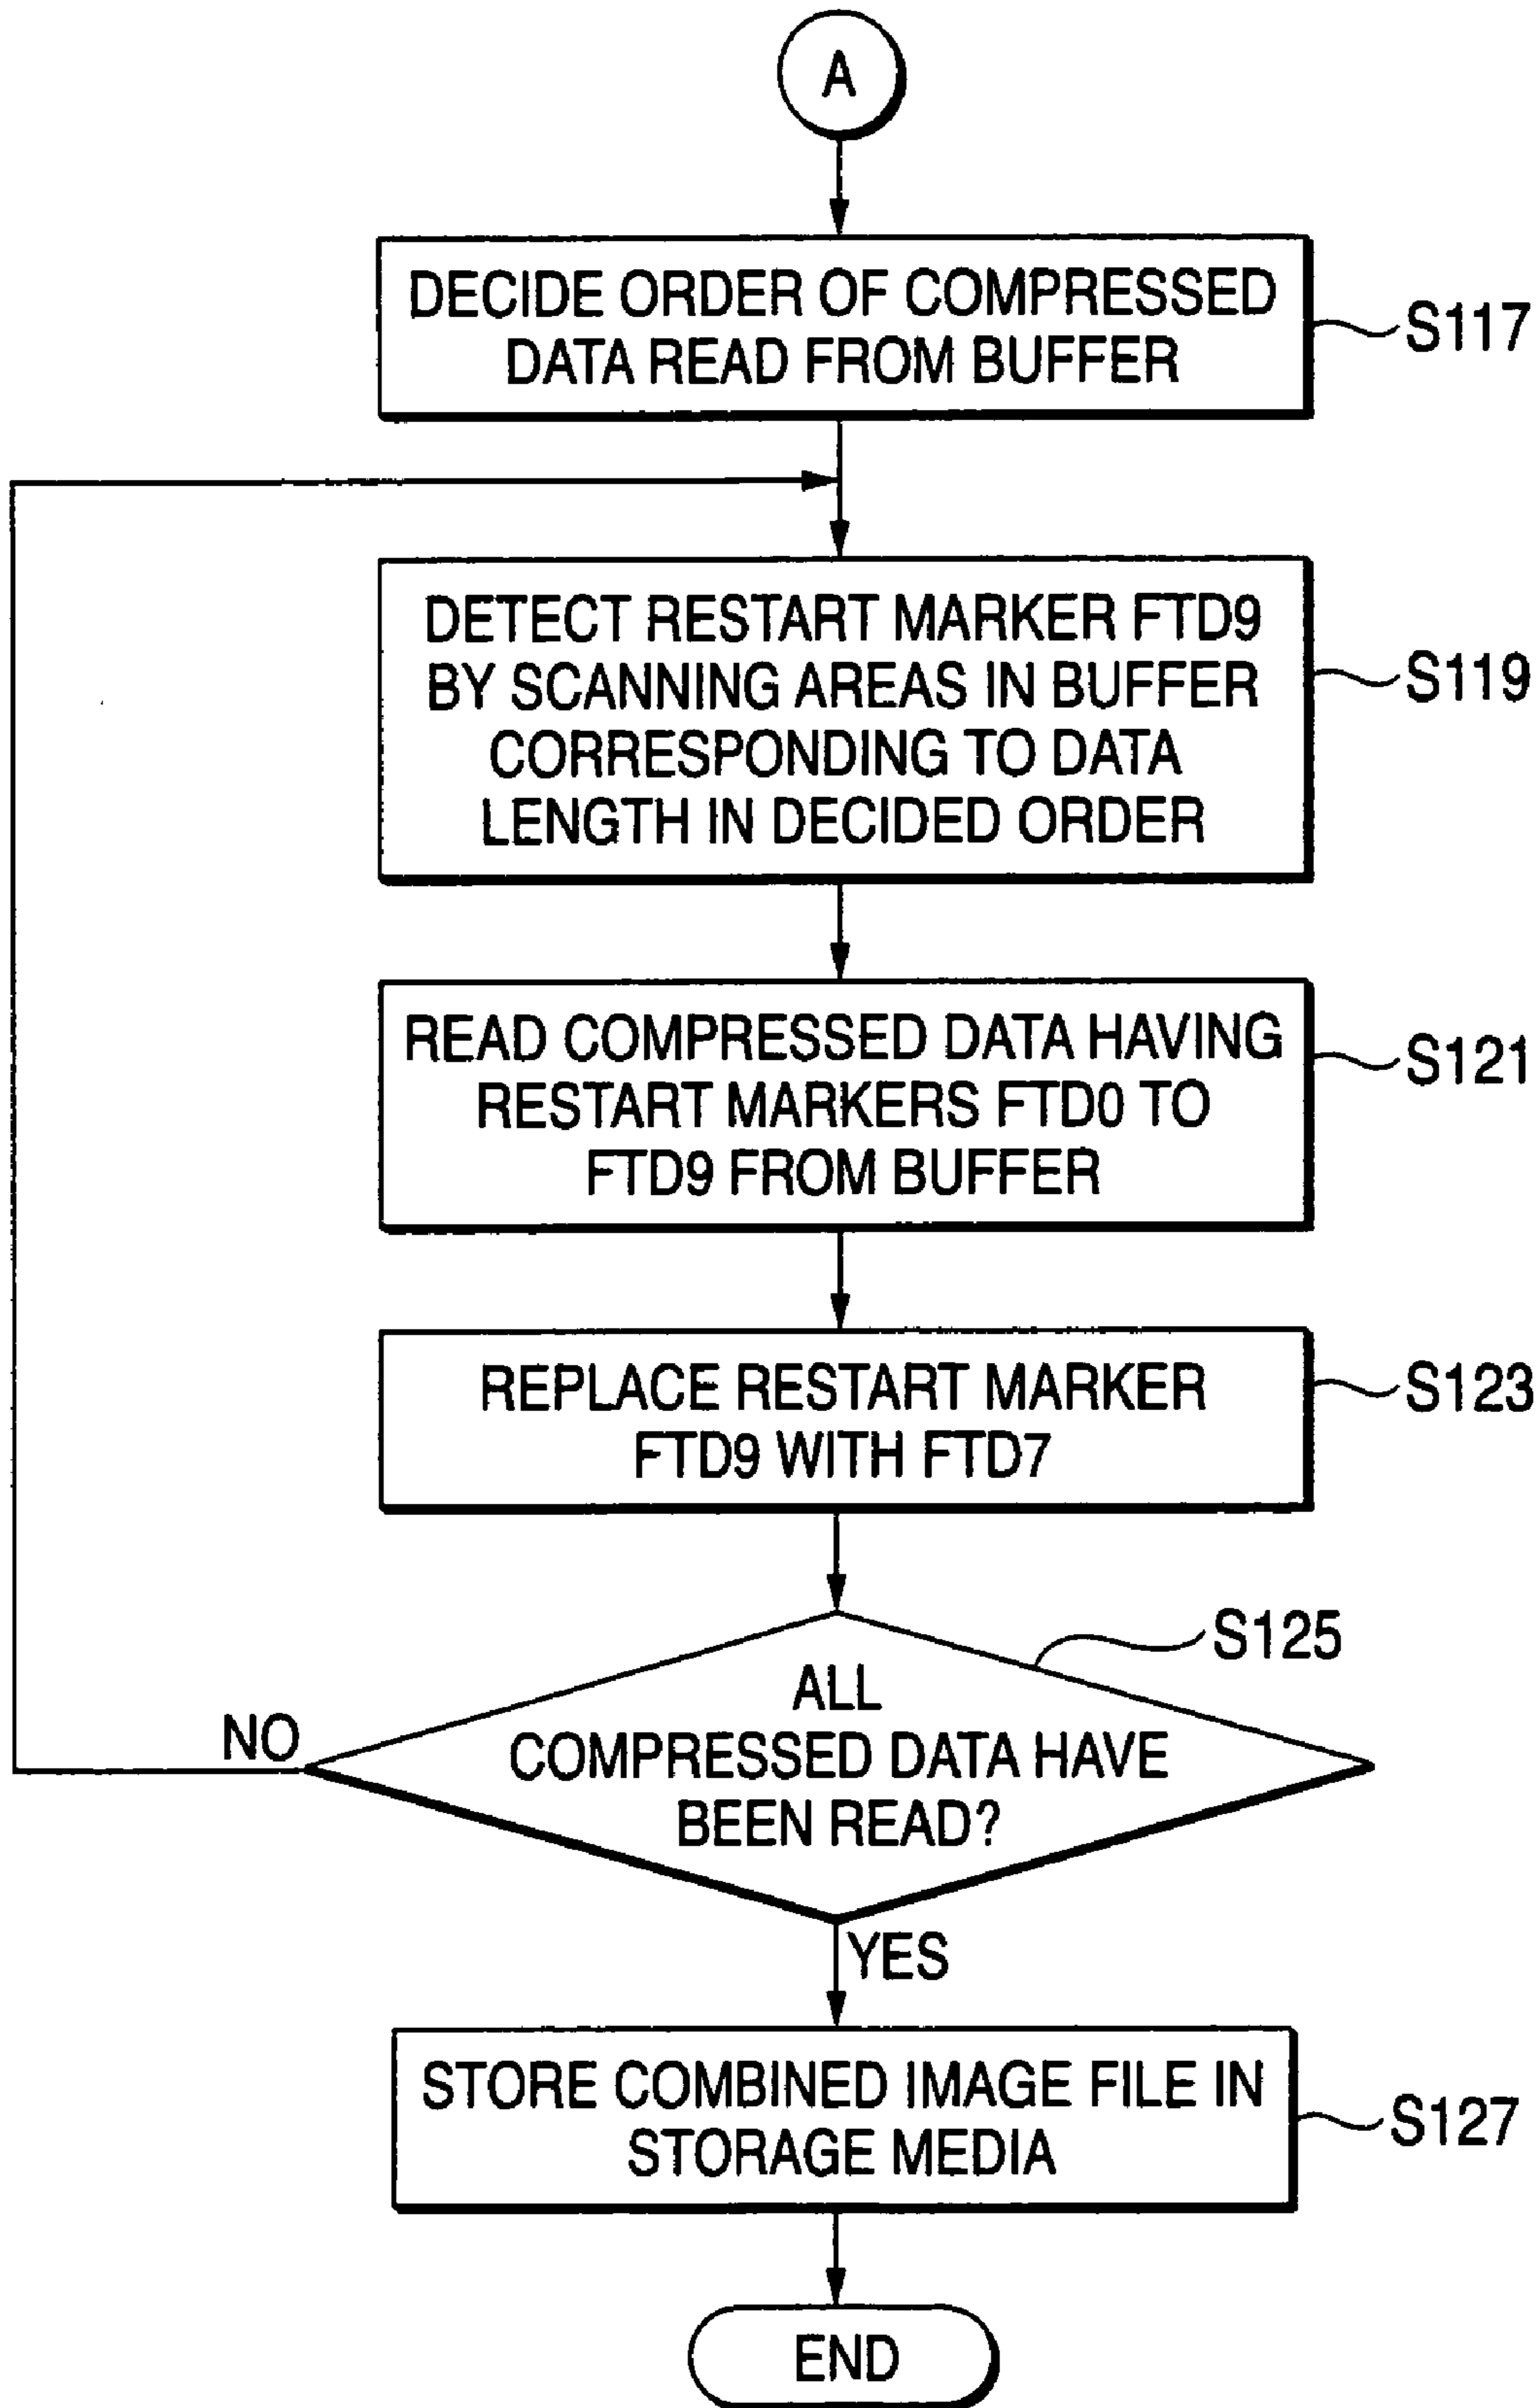 A
DECIDE ORDER OF COMPRESSED
DATA READ FROM BUFFER
S117
DETECT RESTART MARKER FTD9
BY SCANNING AREAS IN BUFFER
CORRESPONDING TO DATA
LENGTH IN DECIDED ORDER
S119
READ COMPRESSED DATA HAVING
RESTART MARKERS FTD0 TO
FTD9 FROM BUFFER
S121
REPLACE RESTART MARKER
FTD9 WITH FTD7
S123
S125
ALL
COMPRESSED DATA HAVE
BEEN READ?
NO
YES
STORE COMBINED IMAGE FILE IN
STORAGE MEDIA
S127
END